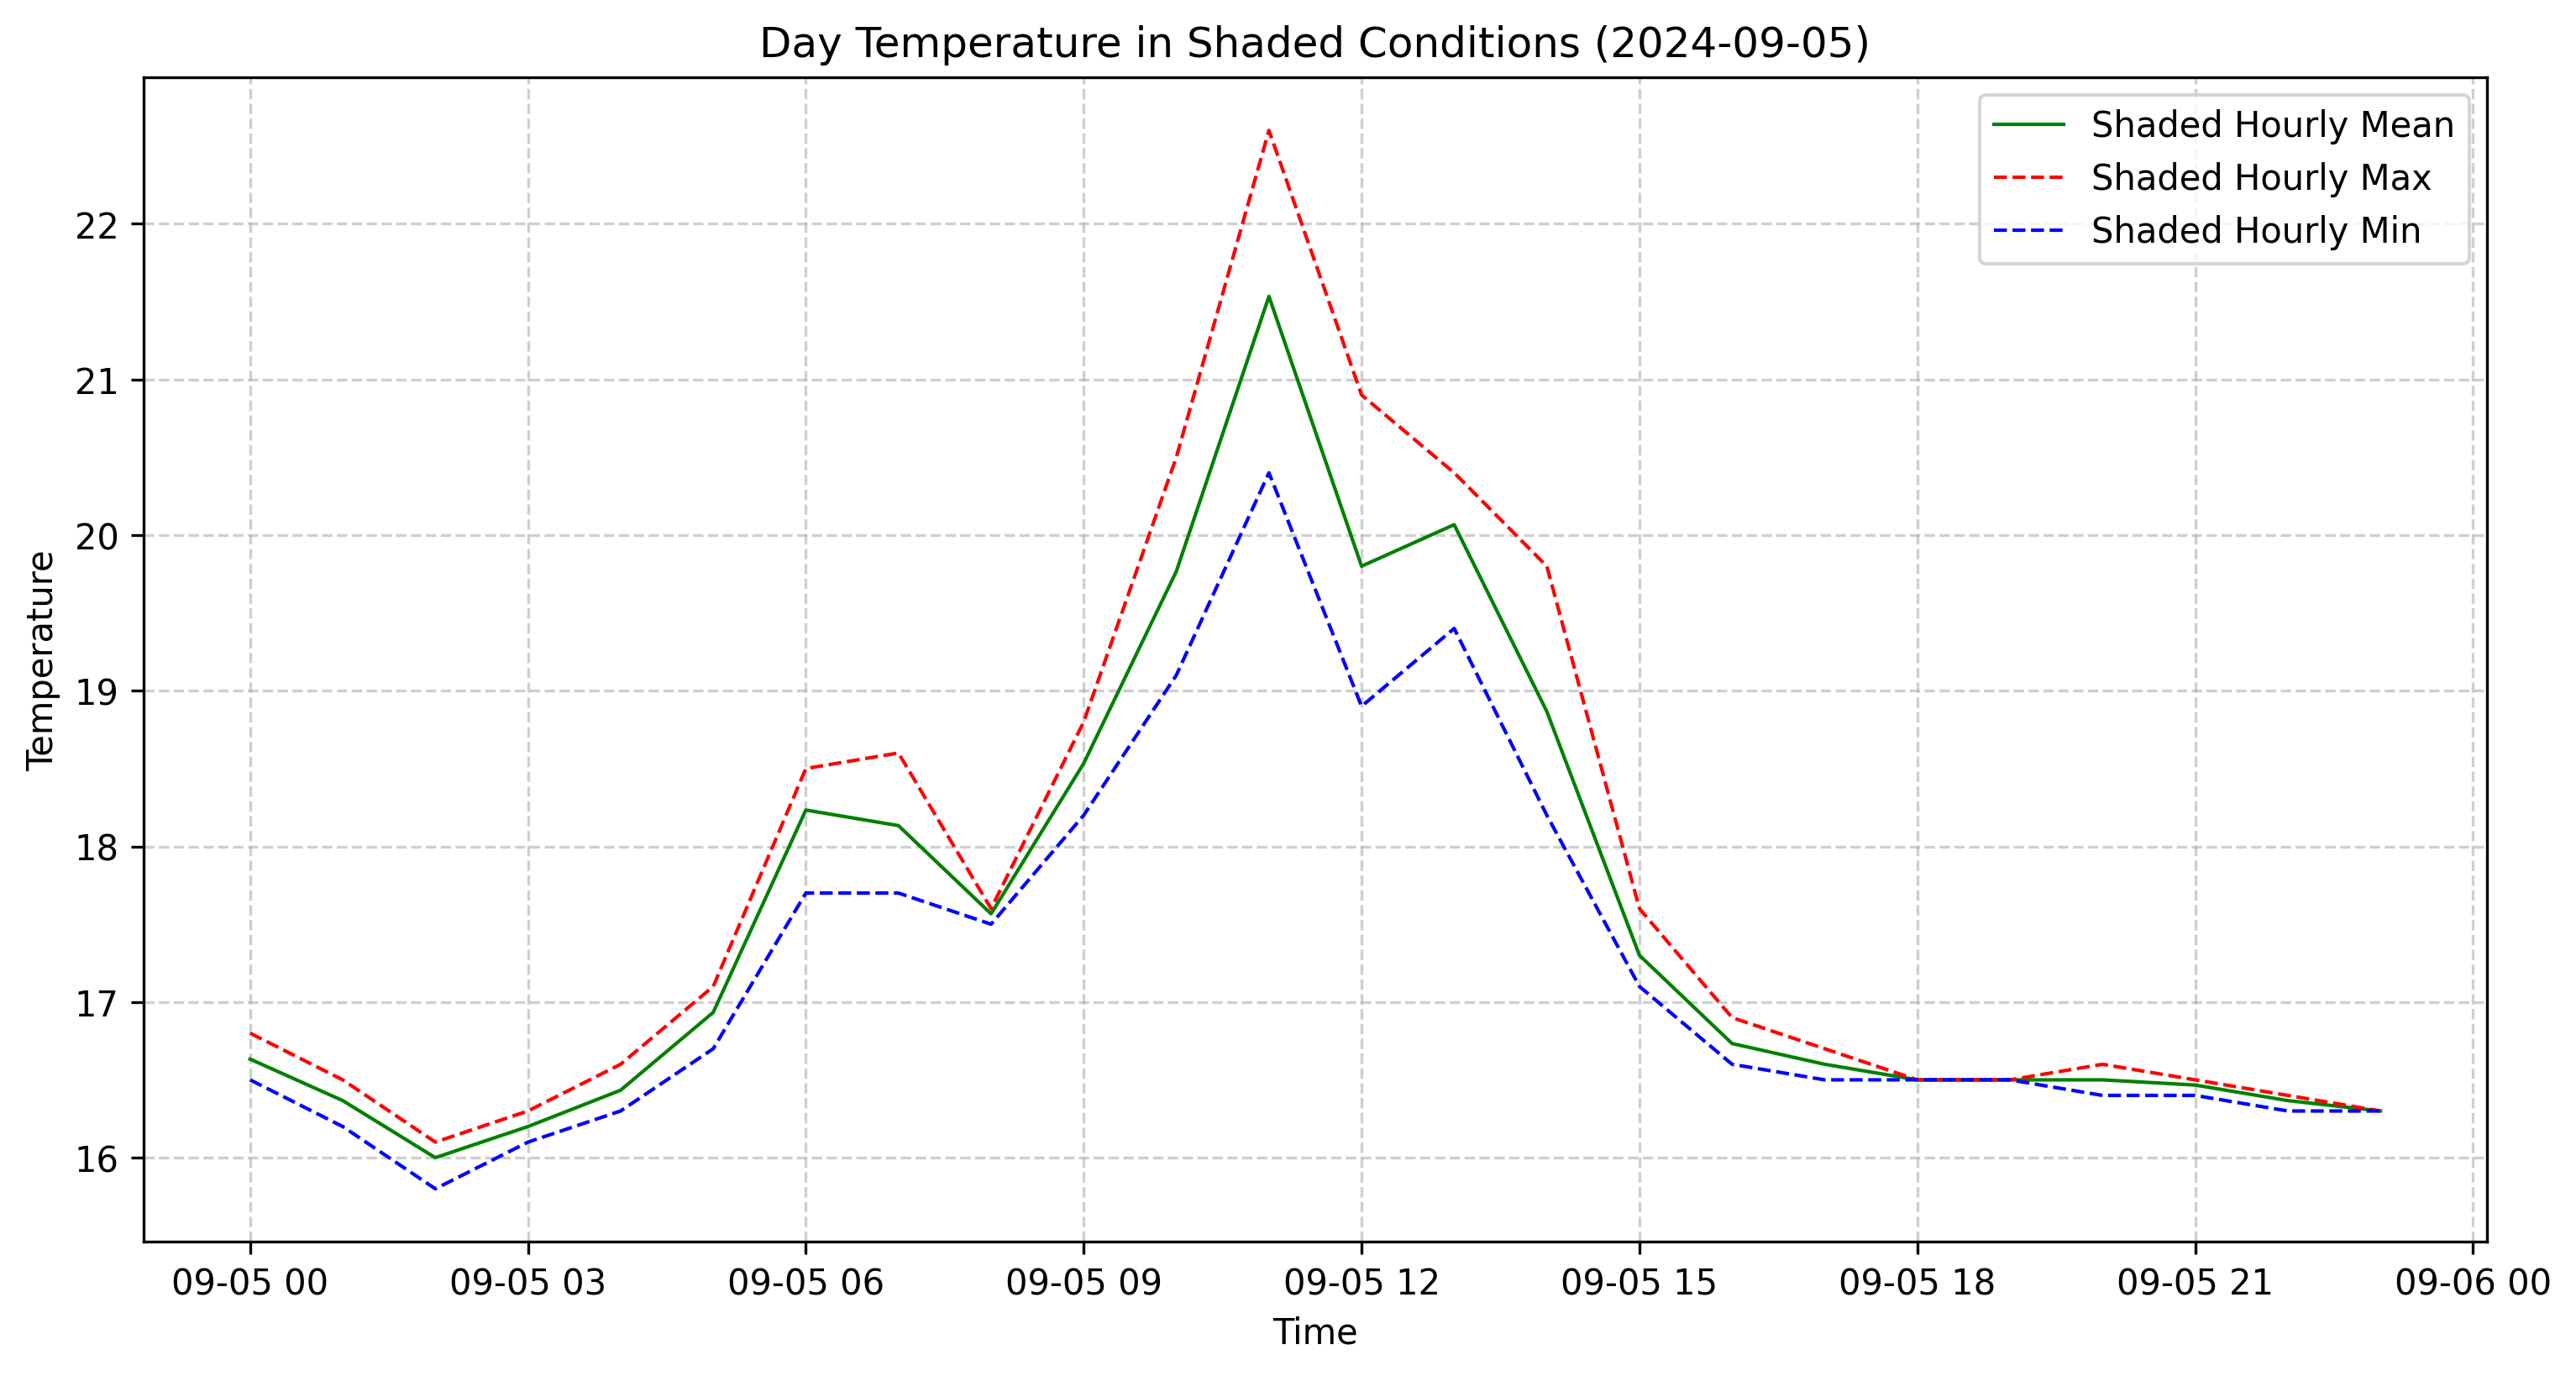 Day Temperature in Shaded Conditions (2024-09-05)
Shaded Hourly Mean
Shaded Hourly Max
Shaded Hourly Min
22
21
20
19
18
17
16
Temperature
09-05 00 09-05 03 09-05 06 09-05 09 09-05 12 09-05 15 09-05 18 09-05 21 09-06 00
Time